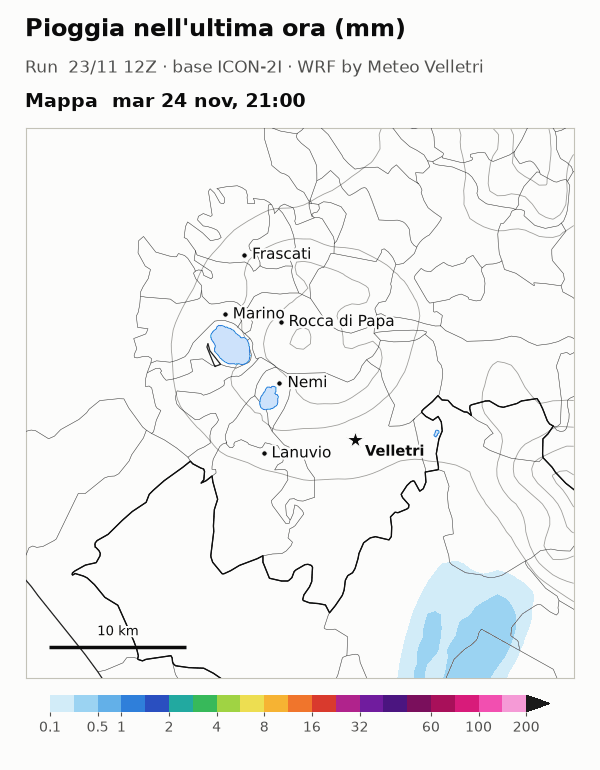 Pioggia nell'ultima ora (mm)
Run  23/11 12Z · base ICON-2I · WRF by Meteo Velletri
Mappa  mar 24 nov, 21:00
Frascati
Marino
Rocca di Papa
Nemi
Velletri
Lanuvio
10 km
0.1 0.5 1 2 4 8 16 32 60 100 200